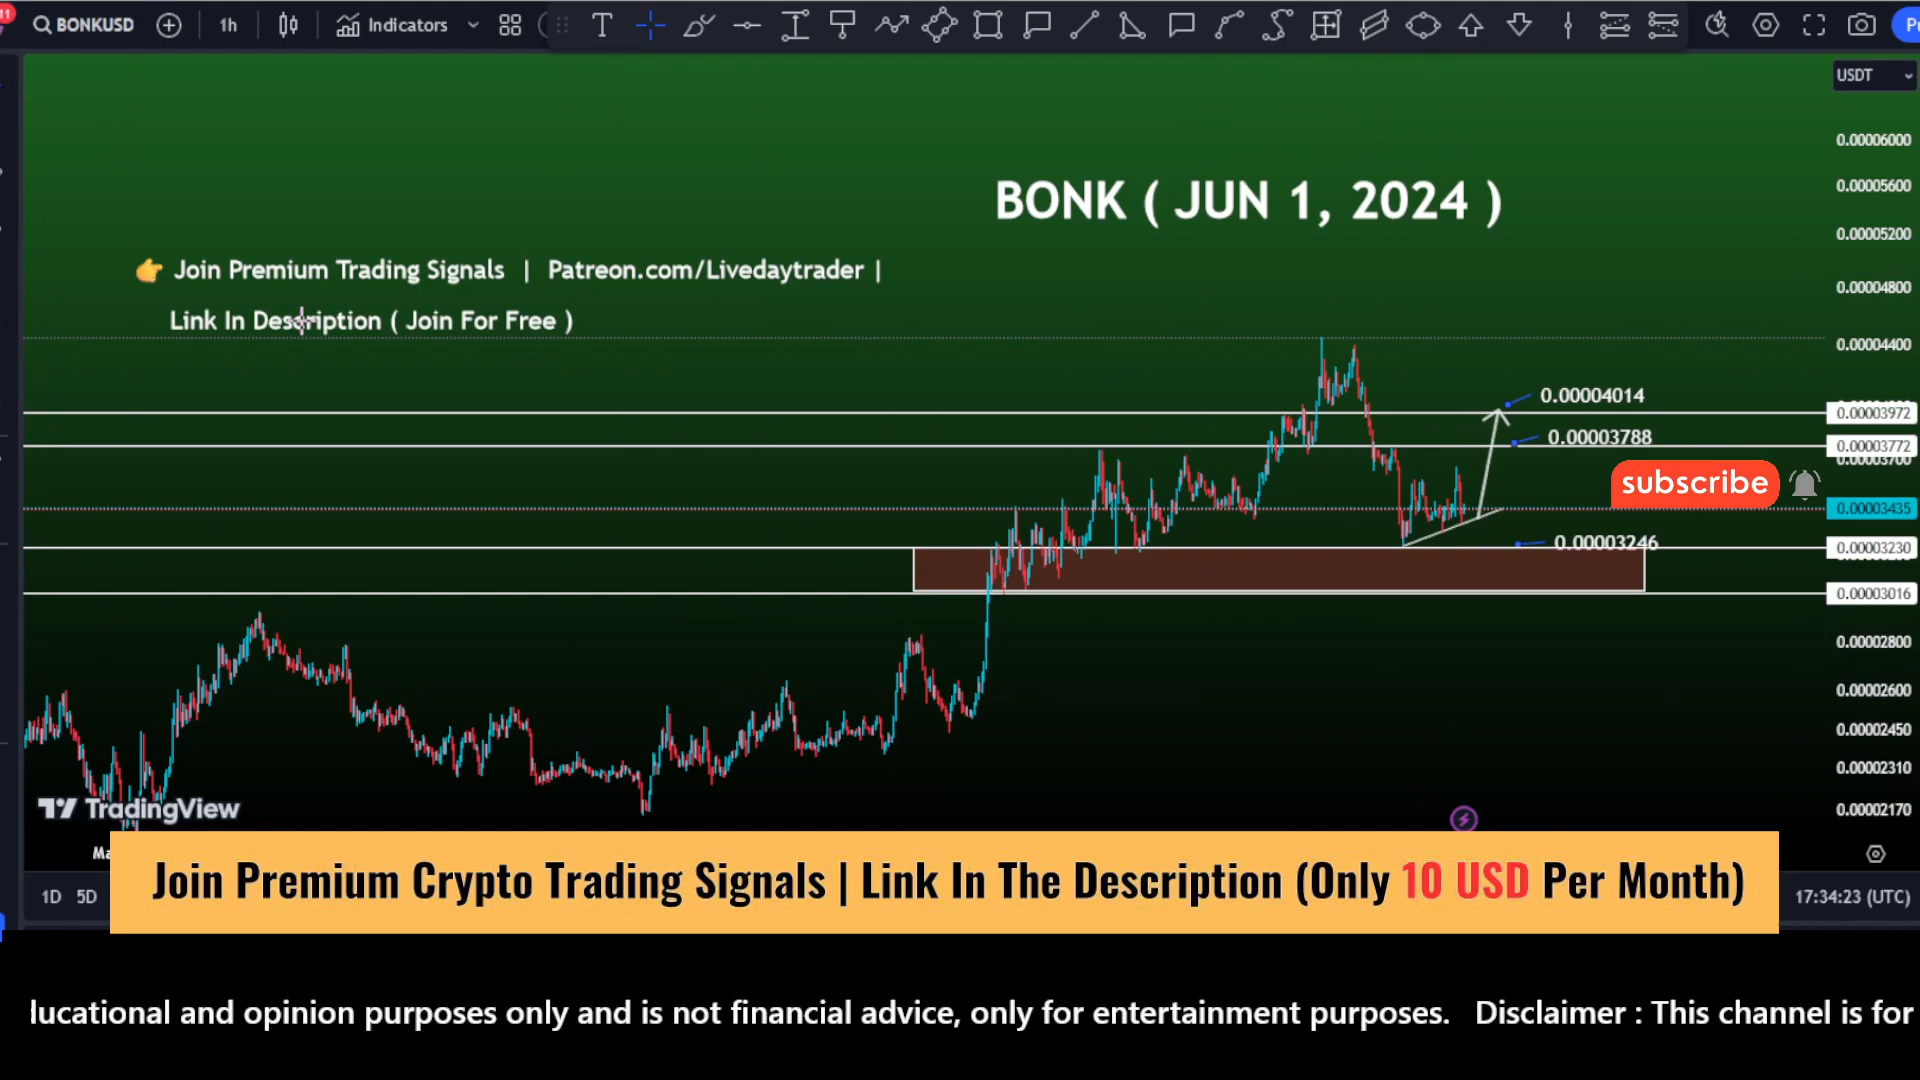 11
BONKUSD 1h Indicators
USDT
BONK ( JUN 1, 2024 )
👉 Join Premium Trading Signals | Patreon.com/Livedaytrader |
Link In Description ( Join For Free )
0.00006000
0.00005600
0.00005200
0.00004800
0.00004400
0.00004014
0.00003972
0.00003788
0.00003772
0.00003700
subscribe
0.00003435
0.00003246
0.00003230
0.00003016
0.00002800
0.00002600
0.00002450
0.00002310
0.00002170
TradingView
Join Premium Crypto Trading Signals | Link In The Description (Only 10 USD Per Month)
1D 5D
17:34:23 (UTC)
lucational and opinion purposes only and is not financial advice, only for entertainment purposes. Disclaimer : This channel is for